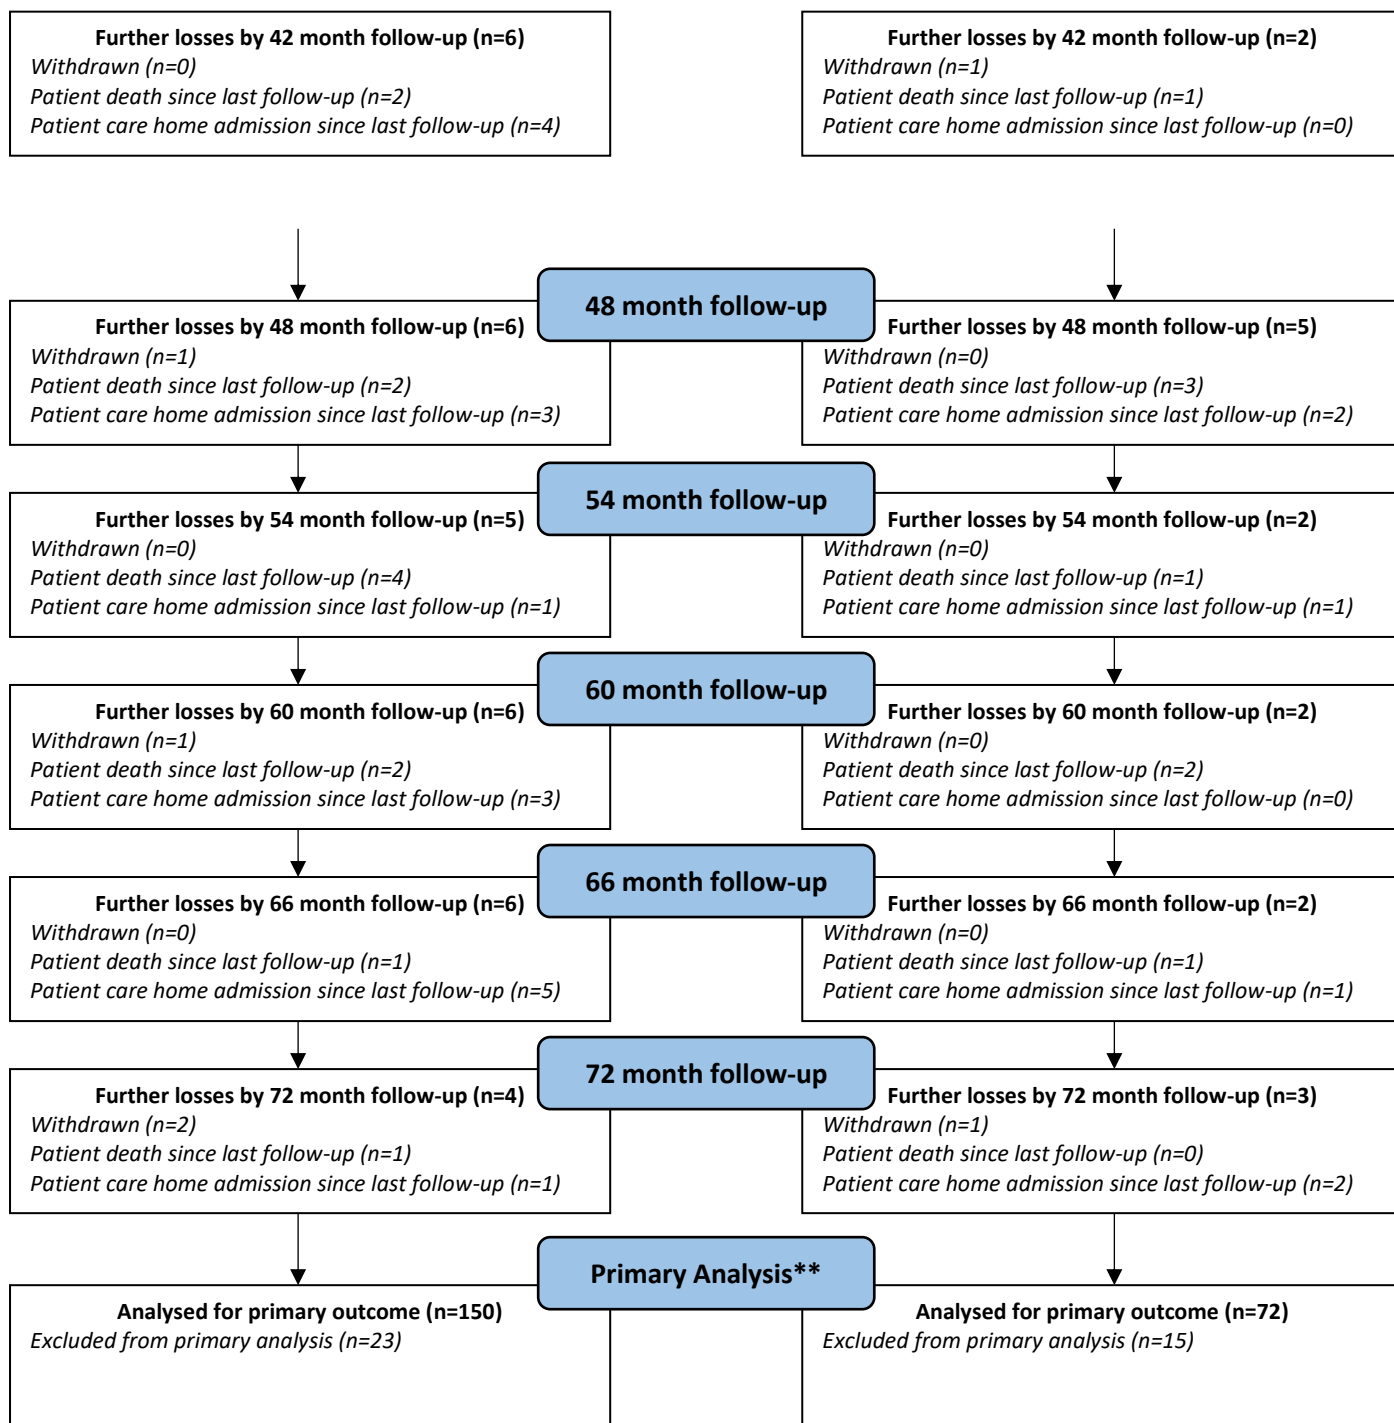 Further losses by 42 month follow-up (n=6)
Withdrawn (n=0)
Patient death since last follow-up (n=2)
Patient care home admission since last follow-up (n=4)
Further losses by 42 month follow-up (n=2)
Withdrawn (n=1)
Patient death since last follow-up (n=1)
Patient care home admission since last follow-up (n=0)
48 month follow-up
Further losses by 48 month follow-up (n=6)
Withdrawn (n=1)
Patient death since last follow-up (n=2)
Patient care home admission since last follow-up (n=3)
Further losses by 48 month follow-up (n=5)
Withdrawn (n=0)
Patient death since last follow-up (n=3)
Patient care home admission since last follow-up (n=2)
54 month follow-up
Further losses by 54 month follow-up (n=5)
Withdrawn (n=0)
Patient death since last follow-up (n=4)
Patient care home admission since last follow-up (n=1)
Further losses by 54 month follow-up (n=2)
Withdrawn (n=0)
Patient death since last follow-up (n=1)
Patient care home admission since last follow-up (n=1)
60 month follow-up
Further losses by 60 month follow-up (n=6)
Withdrawn (n=1)
Patient death since last follow-up (n=2)
Patient care home admission since last follow-up (n=3)
Further losses by 60 month follow-up (n=2)
Withdrawn (n=0)
Patient death since last follow-up (n=2)
Patient care home admission since last follow-up (n=0)
66 month follow-up
Further losses by 66 month follow-up (n=6)
Withdrawn (n=0)
Patient death since last follow-up (n=1)
Patient care home admission since last follow-up (n=5)
Further losses by 66 month follow-up (n=2)
Withdrawn (n=0)
Patient death since last follow-up (n=1)
Patient care home admission since last follow-up (n=1)
72 month follow-up
Further losses by 72 month follow-up (n=4)
Withdrawn (n=2)
Patient death since last follow-up (n=1)
Patient care home admission since last follow-up (n=1)
Further losses by 72 month follow-up (n=3)
Withdrawn (n=1)
Patient death since last follow-up (n=0)
Patient care home admission since last follow-up (n=2)
Primary Analysis**
Analysed for primary outcome (n=150)
Excluded from primary analysis (n=23)
Analysed for primary outcome (n=72)
Excluded from primary analysis (n=15)